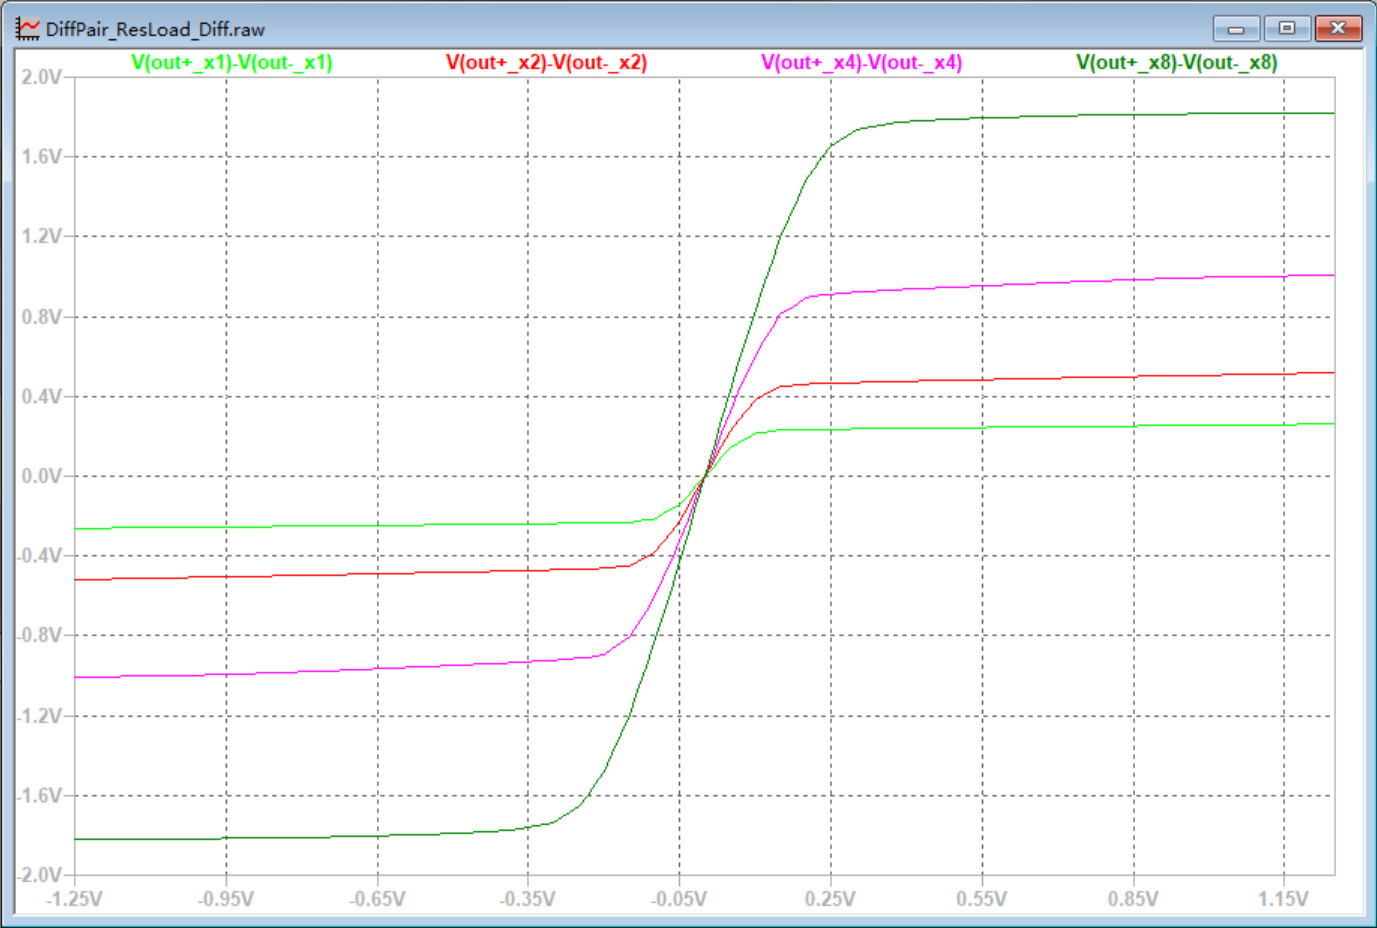 DiffPair_ResLoad_Diff.raw
V(out+_x1)-V(out-_x1) V(out+_x2)-V(out-_x2) V(out+_x4)-V(out-_x4) V(out+_x8)-V(out-_x8)
2.0V
1.6V
1.2V
0.8V
0.4V
0.0V
-0.4V
-0.8V
-1.2V
-1.6V
-2.0V
-1.25V -0.95V -0.65V -0.35V -0.05V 0.25V 0.55V 0.85V 1.15V